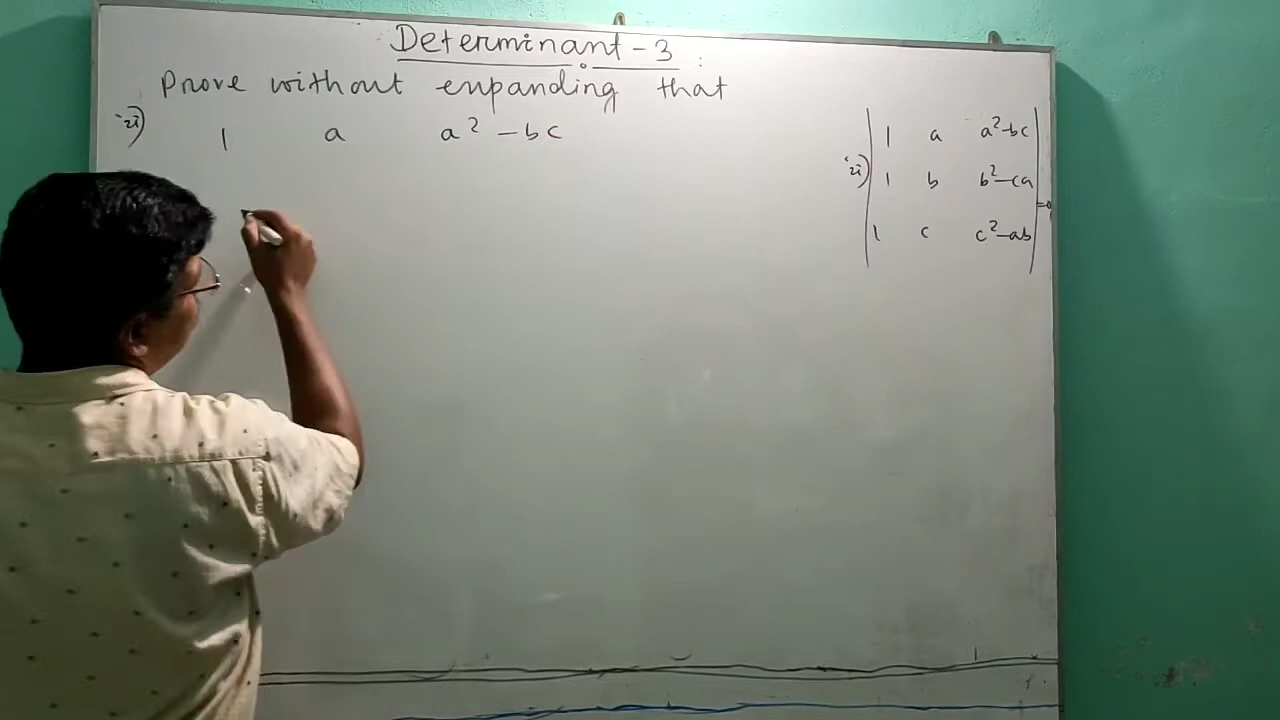 Determinant - 3 :
Prove without expanding that
ii) 1 a a² - bc
1 a a²-bc
ii) 1 b b²-ca
=0
1 c c²-ab